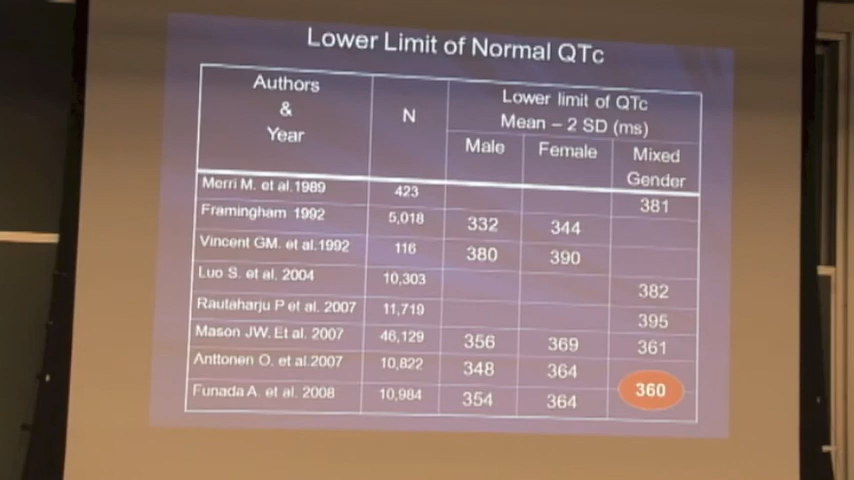 Lower Limit of Normal QTc
Authors
&
Year
N
Lower limit of QTc
Mean – 2 SD (ms)
Male Female Mixed
Gender
Merri M. et al.1989 423 381
Framingham 1992 5,018 332 344
Vincent GM. et al.1992 116 380 390
Luo S. et al. 2004 10,303 382
Rautaharju P et al. 2007 11,719 395
Mason JW. Et al. 2007 46,129 356 369 361
Anttonen O. et al.2007 10,822 348 364
Funada A. et al. 2008 10,984 354 364
360